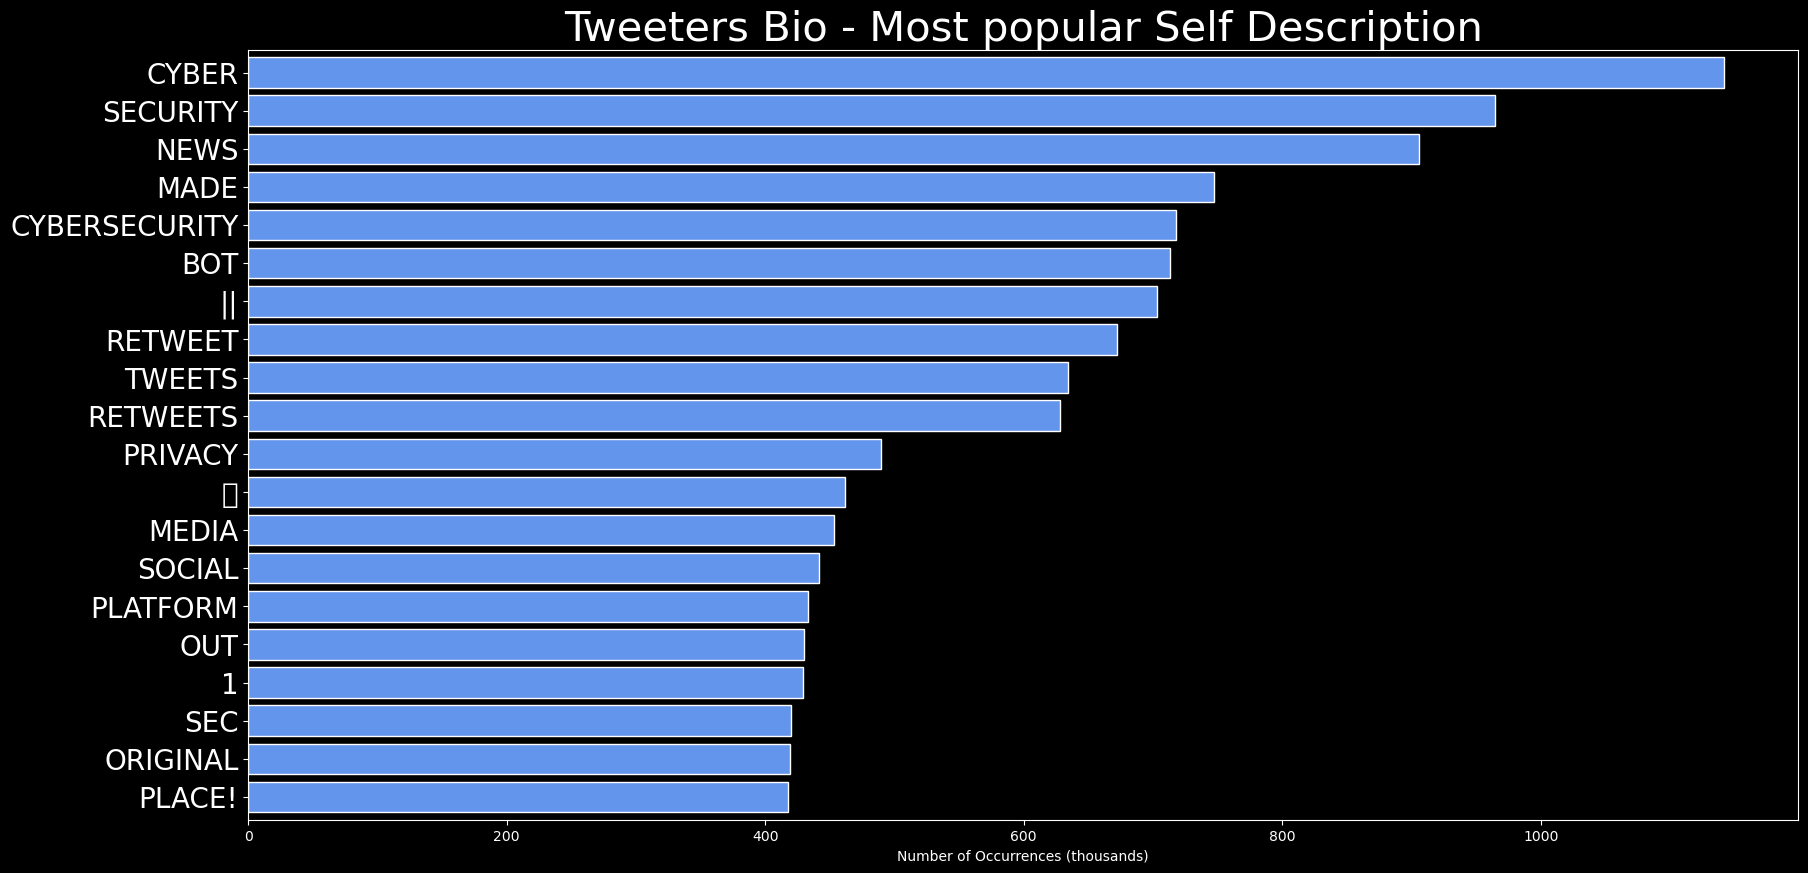 Tweeters Bio - Most popular Self Description
CYBER
SECURITY
NEWS
MADE
CYBERSECURITY
BOT
||
RETWEET
TWEETS
RETWEETS
PRIVACY
MEDIA
SOCIAL
PLATFORM
OUT
1
SEC
ORIGINAL
PLACE!
0 200 400 600 800 1000
Number of Occurrences (thousands)